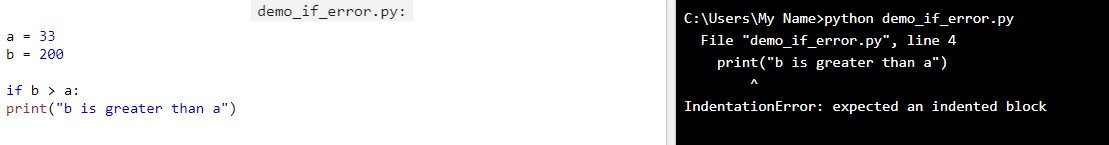 demo_if_error.py:
a = 33
b = 200
if b > a:
print("b is greater than a")
C:\Users\My Name>python demo_if_error.py
  File "demo_if_error.py", line 4
    print("b is greater than a")
        ^
IndentationError: expected an indented block